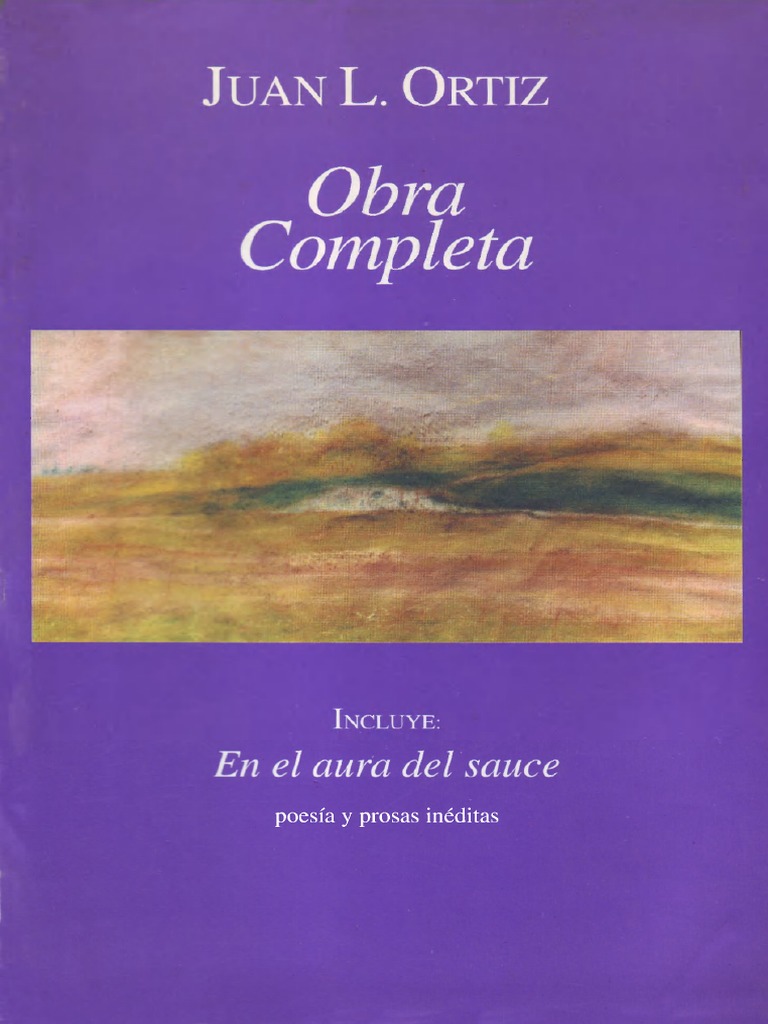 JUAN L. ORTIZ
Obra
Completa
INCLUYE:
En el aura del sauce
poesía y prosas inéditas